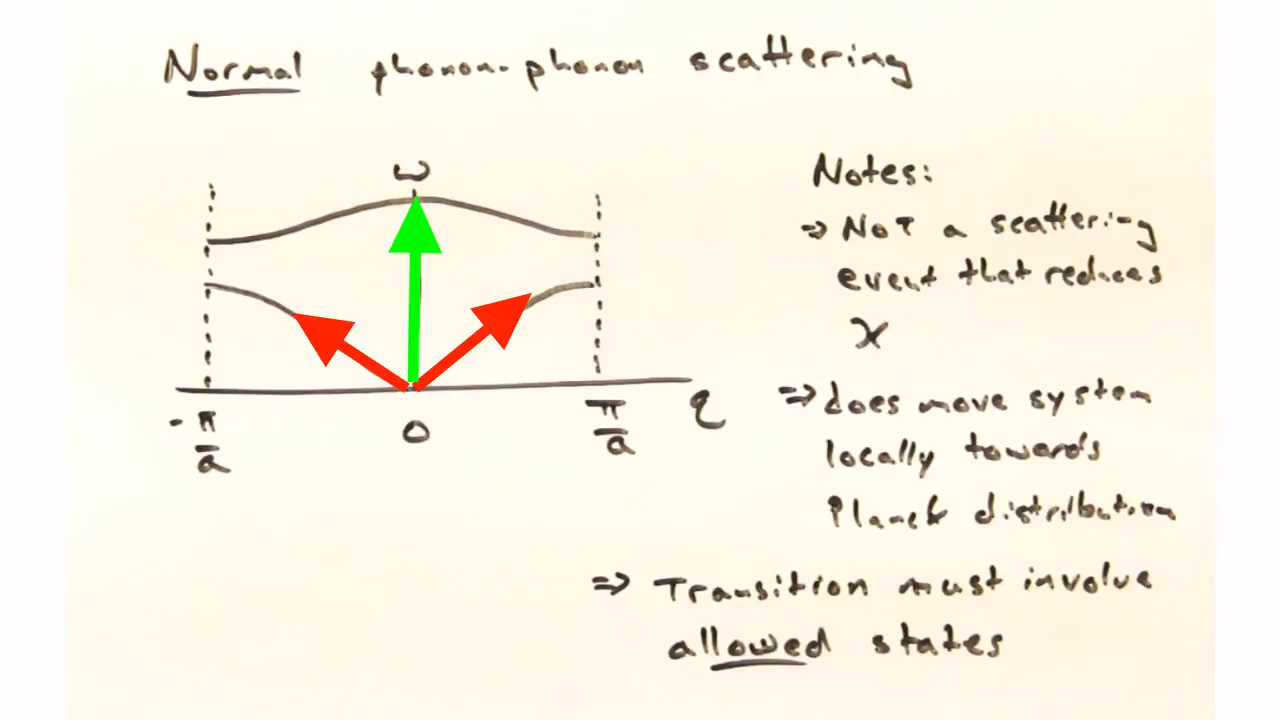 Normal phonon-phonon scattering
ω
-π/a
0
π/a
q
Notes:
⇒ NOT a scattering
event that reduces
ϰ
⇒ does move system
locally towards
Planck distribution
⇒ Transition must involve
allowed states